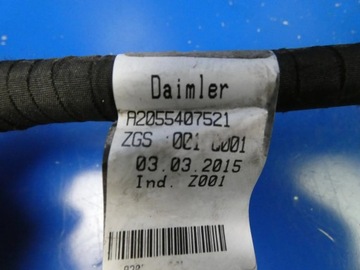 Daimler
A2055407521
ZGS 001 0001
03.03.2015
Ind. Z001